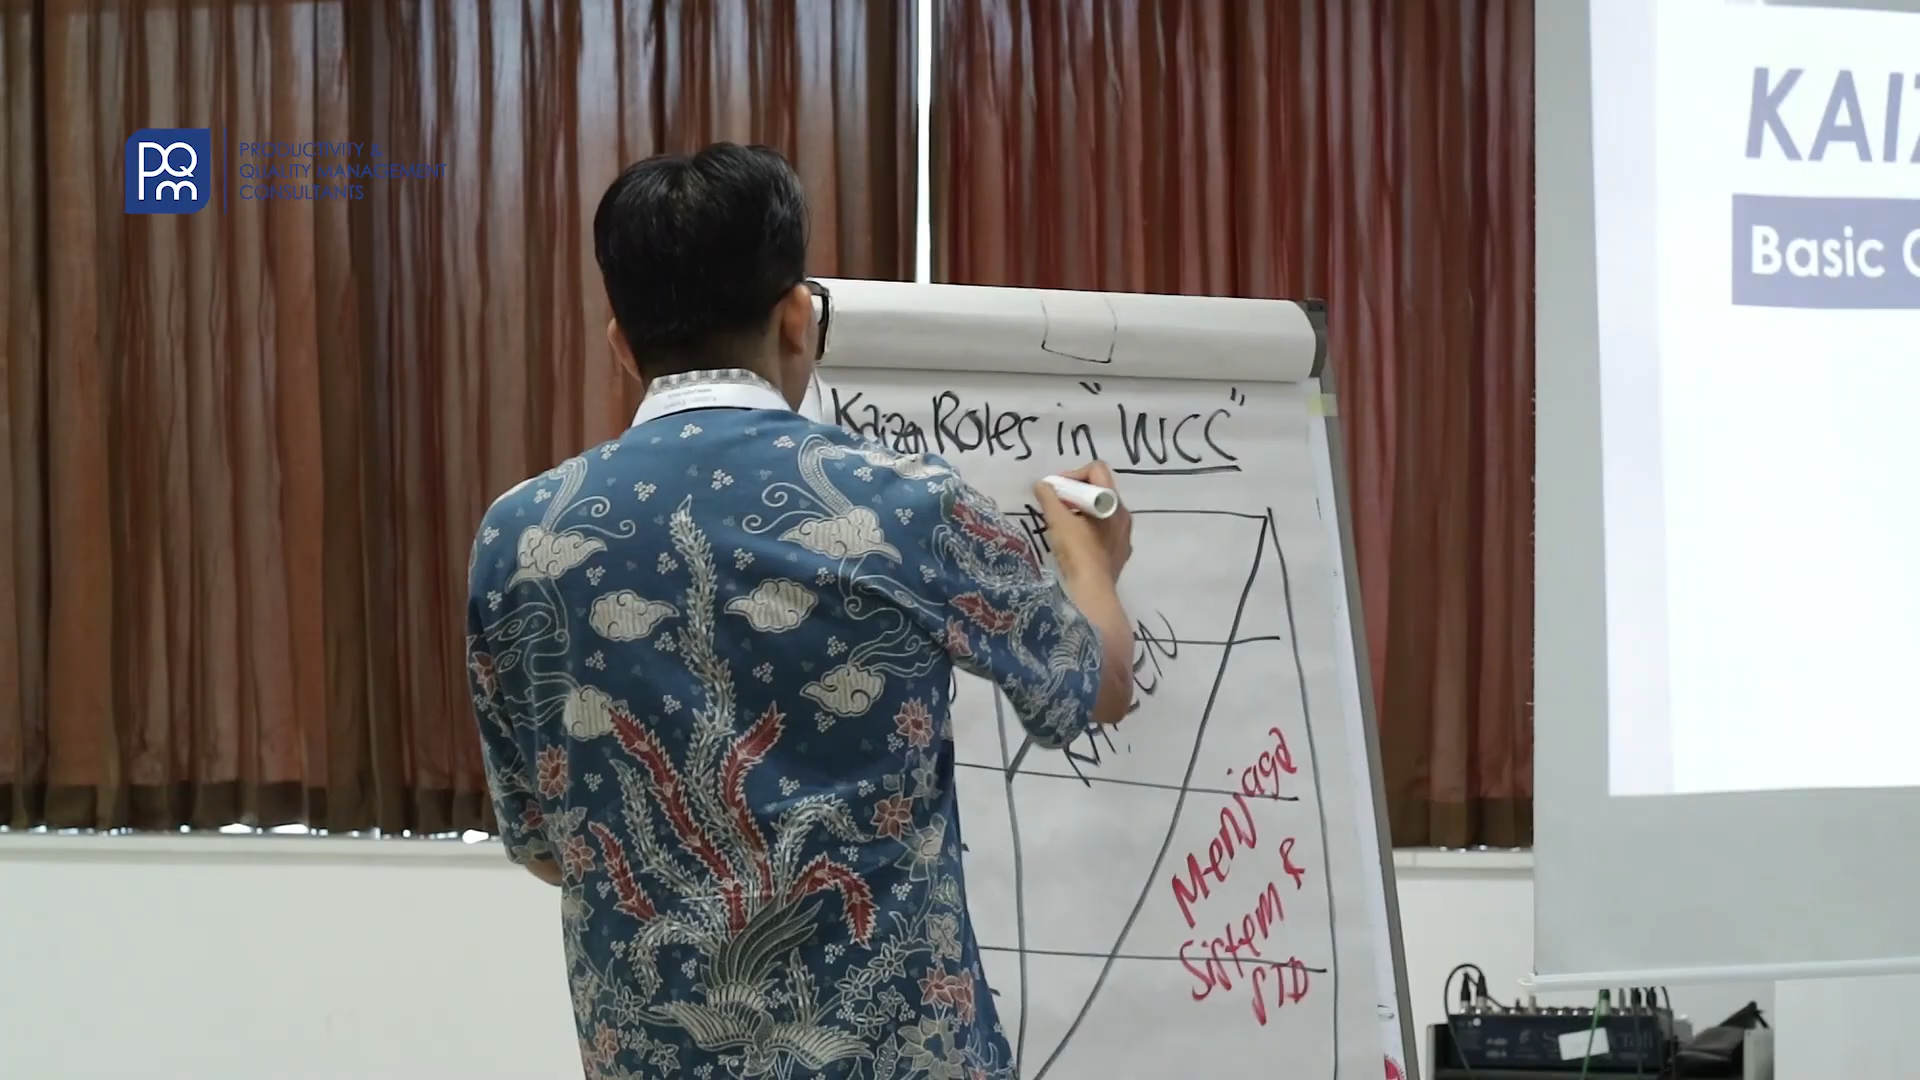 PQm
PRODUCTIVITY &
QUALITY MANAGEMENT
CONSULTANTS
KAIZ
Basic
Kaizen Roles in "WCC"
Menjaga
Sistem &
STD